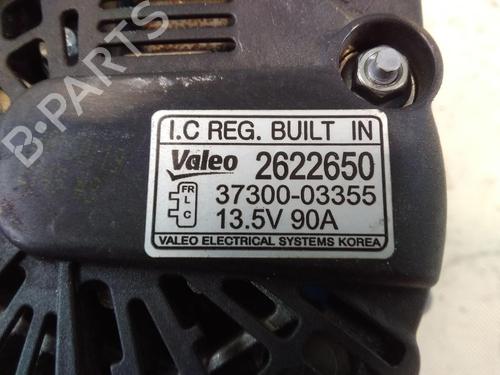 B-PARTS
I.C REG. BUILT IN
Valeo 2622650
FR
L
C
37300-03355
13.5V 90A
VALEO ELECTRICAL SYSTEMS KOREA